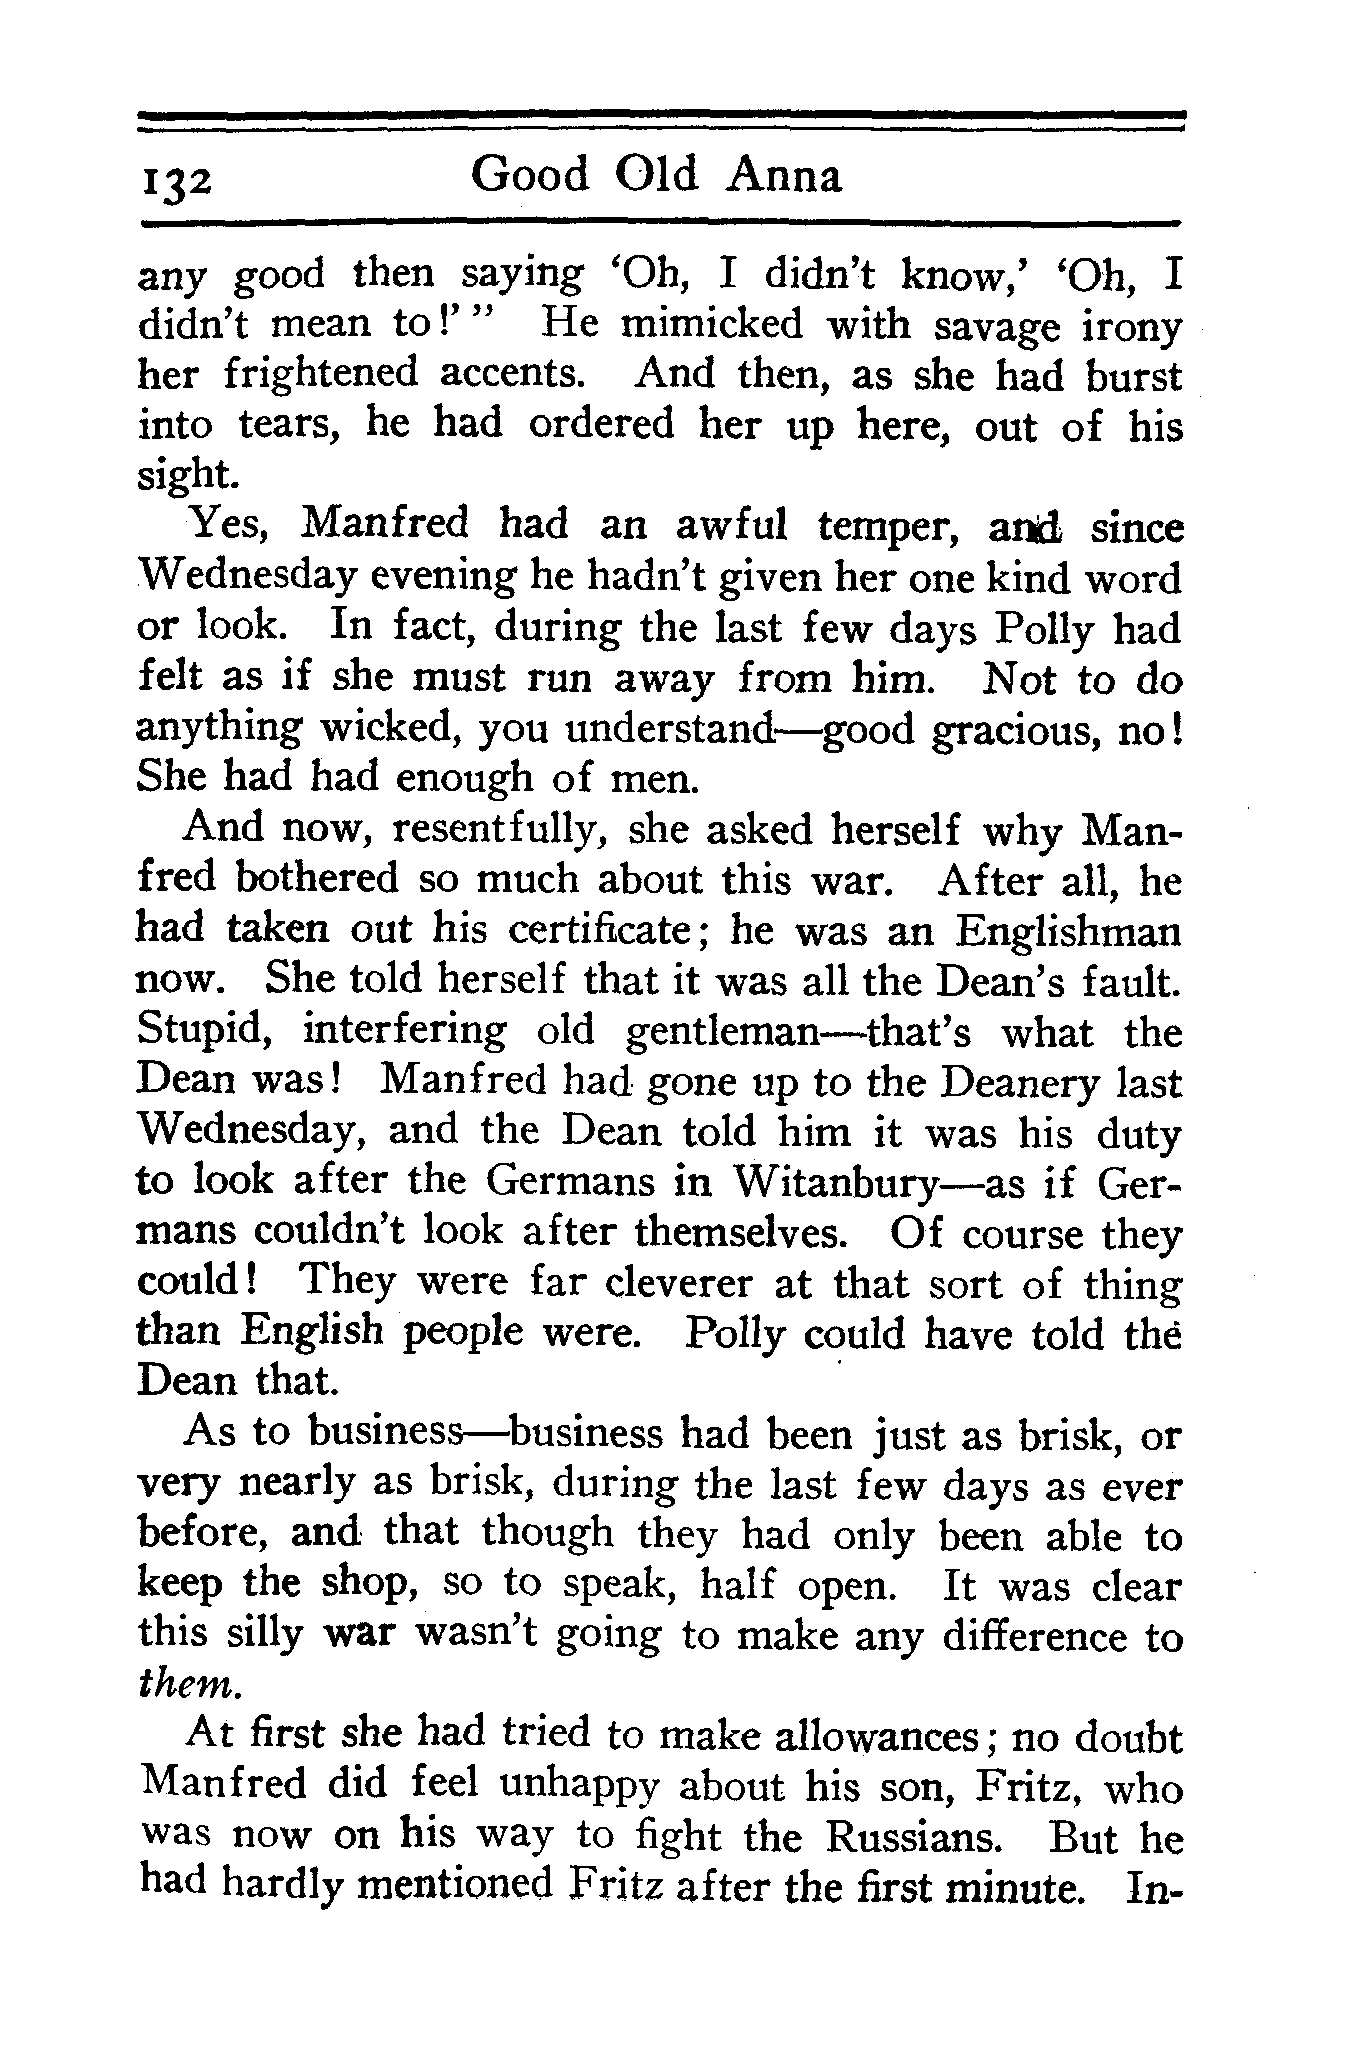 132 Good Old Anna
any good then saying ‘Oh, I didn’t know,’ ‘Oh, I
didn’t mean to!’ ” He mimicked with savage irony
her frightened accents. And then, as she had burst
into tears, he had ordered her up here, out of his
sight.
Yes, Manfred had an awful temper, and since
Wednesday evening he hadn’t given her one kind word
or look. In fact, during the last few days Polly had
felt as if she must run away from him. Not to do
anything wicked, you understand—good gracious, no!
She had had enough of men.
And now, resentfully, she asked herself why Man-
fred bothered so much about this war. After all, he
had taken out his certificate; he was an Englishman
now. She told herself that it was all the Dean’s fault.
Stupid, interfering old gentleman—that’s what the
Dean was! Manfred had gone up to the Deanery last
Wednesday, and the Dean told him it was his duty
to look after the Germans in Witanbury—as if Ger-
mans couldn’t look after themselves. Of course they
could! They were far cleverer at that sort of thing
than English people were. Polly could have told the
Dean that.
As to business—business had been just as brisk, or
very nearly as brisk, during the last few days as ever
before, and that though they had only been able to
keep the shop, so to speak, half open. It was clear
this silly war wasn’t going to make any difference to
them.
At first she had tried to make allowances; no doubt
Manfred did feel unhappy about his son, Fritz, who
was now on his way to fight the Russians. But he
had hardly mentioned Fritz after the first minute. In-